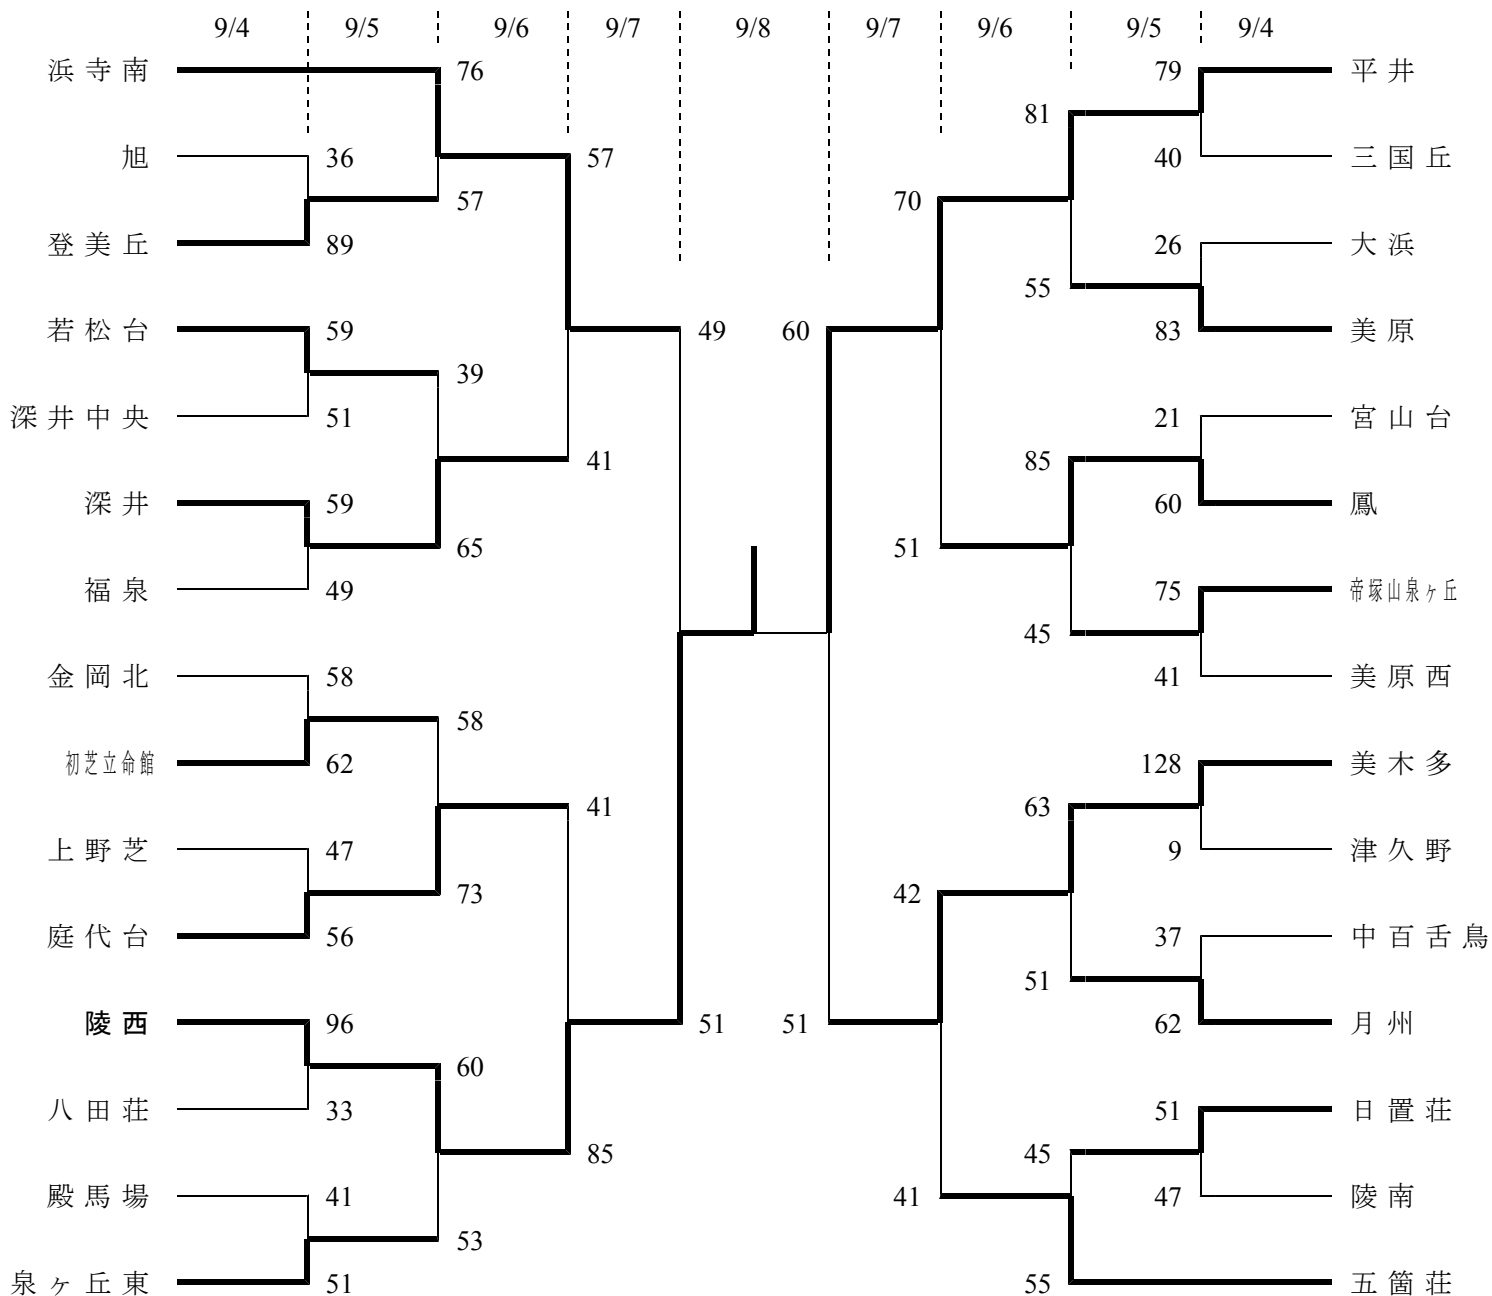 9/4 9/5 9/6 9/7 9/8 9/7 9/6 9/5 9/4
浜寺南 76 79 平井
81
旭 36 57 40 三国丘
57 70
登美丘 89 26 大浜
55
若松台 59 49 60 83 美原
39
深井中央 51 21 宮山台
41 85
深井 59 60 鳳
65 51
福泉 49 75 帝塚山泉ヶ丘
45
金岡北 58 41 美原西
58
初芝立命館 62 128 美木多
41 63
上野芝 47 9 津久野
73 42
庭代台 56 37 中百舌鳥
51
陵西 96 51 51 62 月州
60
八田荘 33 51 日置荘
85 45
殿馬場 41 41 47 陵南
53
泉ヶ丘東 51 55 五箇荘